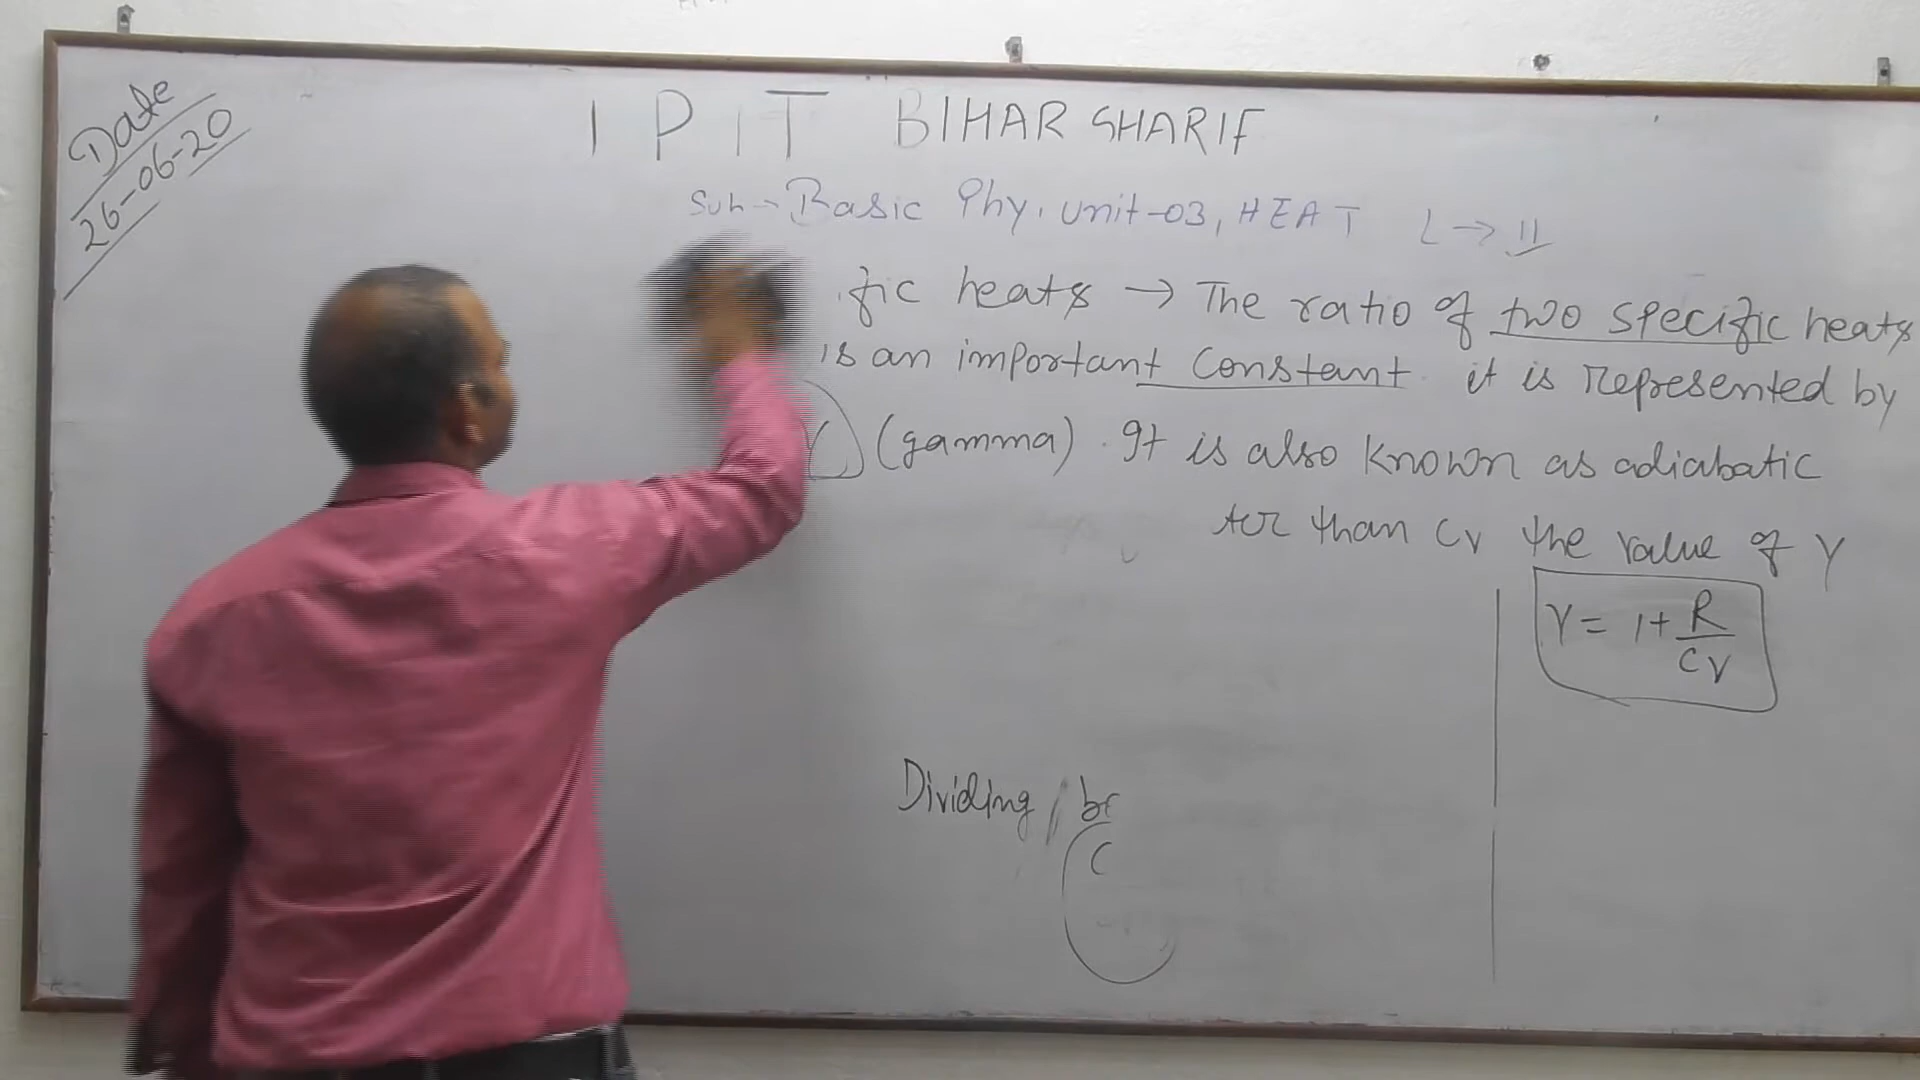 Date
26-06-20
I P I T BIHAR SHARIF
Sub → Basic Phy. Unit-03, HEAT L → 11
fic heats → The ratio of two specific heats
is an important constant it is represented by
(gamma). It is also known as adiabatic
ter than Cv the value of γ
γ = 1 + R/Cv
Dividing